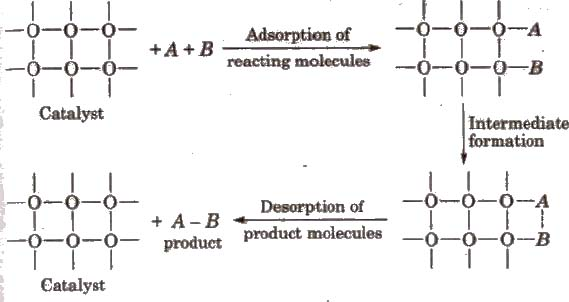 —O—O—O— + A + B Adsorption of
reacting molecules
—O—O—O—A
—O—O—O—
—O—O—O—B
Catalyst
Intermediate
formation
—O—O—O— + A – B Desorption of
product product molecules
—O—O—O—A
—O—O—O—
—O—O—O—B
Catalyst